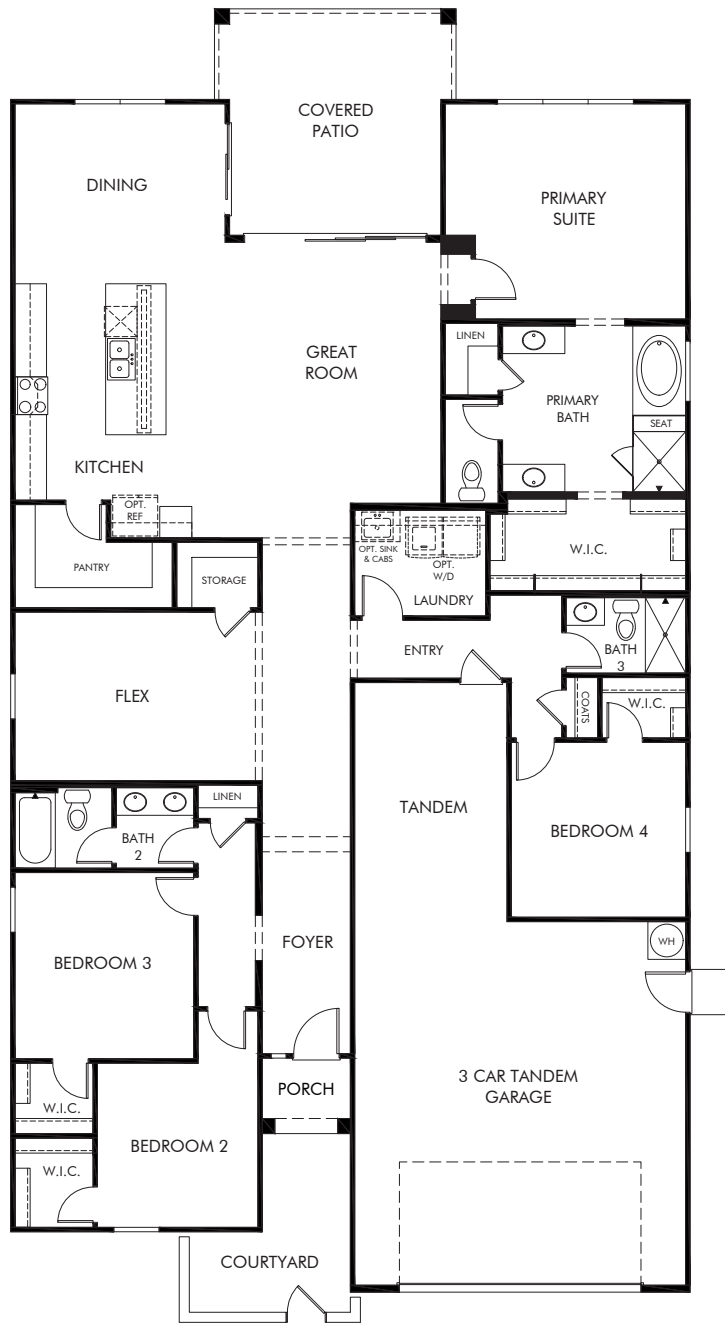 COVERED
PATIO
DINING
PRIMARY
SUITE
LINEN
GREAT
ROOM
PRIMARY
BATH
SEAT
KITCHEN
OPT.
REF
OPT. SINK
& CABS
OPT.
W/D
W.I.C.
PANTRY
STORAGE
LAUNDRY
ENTRY
BATH
3
FLEX
COATS
W.I.C.
LINEN
TANDEM
BATH
2
BEDROOM 4
FOYER
WH
BEDROOM 3
PORCH
3 CAR TANDEM
GARAGE
W.I.C.
BEDROOM 2
W.I.C.
COURTYARD